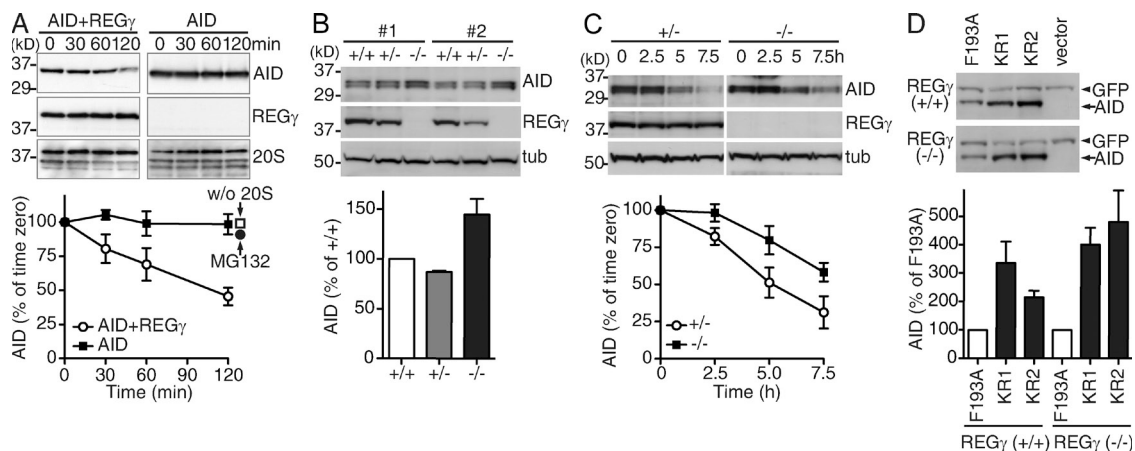 A
AID+REGγ AID
(kD) 0 30 60 120 0 30 60 120 min
37
29
AID
37
REGγ
37
20S
w/o 20S
MG132
AID (% of time zero)
100
75
50
25
0
AID+REGγ
AID
0 30 60 90 120
Time (min)
B
#1 #2
(kD) +/+ +/- -/- +/+ +/- -/-
37
29
AID
37
REGγ
50
tub
AID (% of +/+)
150
100
50
0
+/+ +/- -/-
C
+/- -/-
(kD) 0 2.5 5 7.5 0 2.5 5 7.5h
37
29
AID
37
REGγ
50
tub
AID (% of time zero)
100
75
50
25
0
+/-
-/-
0 2.5 5.0 7.5
Time (h)
D
F193A KR1 KR2 vector
REGγ (+/+)
GFP
AID
REGγ (-/-)
GFP
AID
AID (% of F193A)
500
400
300
200
100
0
F193A KR1 KR2 F193A KR1 KR2
REGγ (+/+) REGγ (-/-)